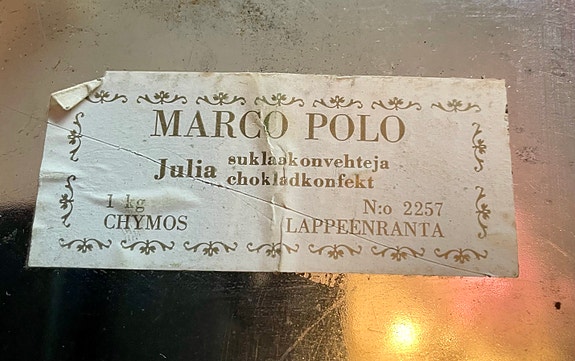 MARCO POLO
Julia suklaakonvehteja
chokladkonfekt
1 kg N:o 2257
CHYMOS LAPPEENRANTA